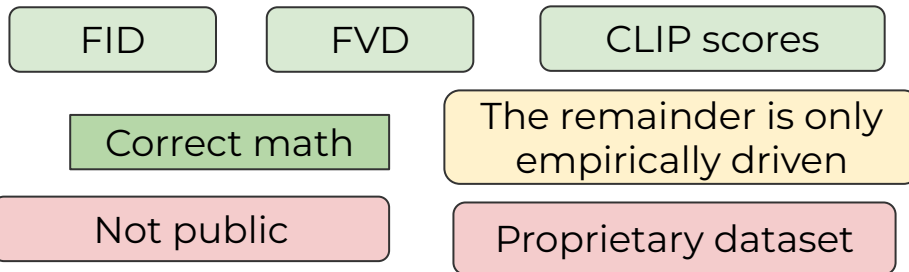 FID
FVD
CLIP scores
Correct math
The remainder is only
empirically driven
Not public
Proprietary dataset